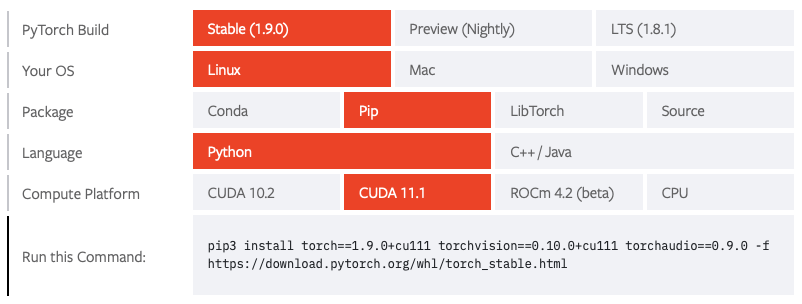 PyTorch Build Stable (1.9.0) Preview (Nightly) LTS (1.8.1)
Your OS Linux Mac Windows
Package Conda Pip LibTorch Source
Language Python C++ / Java
Compute Platform CUDA 10.2 CUDA 11.1 ROCm 4.2 (beta) CPU
Run this Command:
pip3 install torch==1.9.0+cu111 torchvision==0.10.0+cu111 torchaudio==0.9.0 -f
https://download.pytorch.org/whl/torch_stable.html